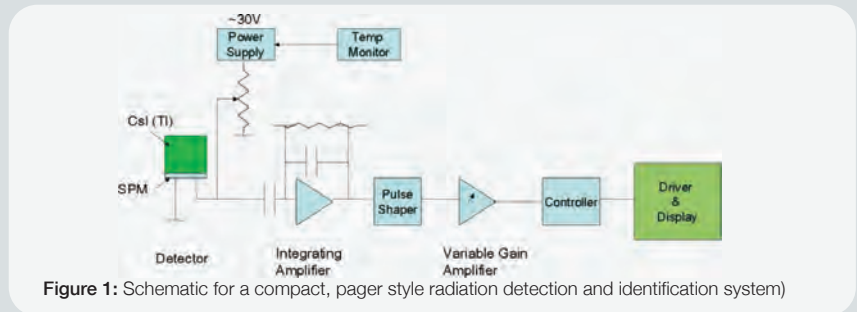 ~30V
Power
Supply
Temp
Monitor
CsI (Tl)
SPM
Pulse
Shaper
Controller
Driver
&
Display
Detector
Integrating
Amplifier
Variable Gain
Amplifier
Figure 1: Schematic for a compact, pager style radiation detection and identification system)